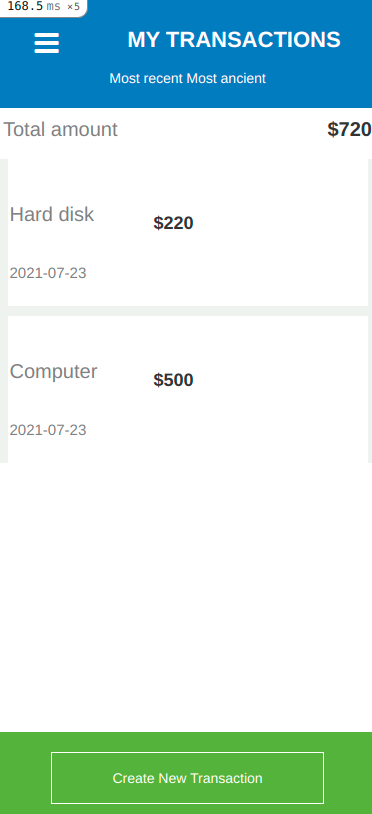 168.5 ms ×5
MY TRANSACTIONS
Most recent Most ancient
Total amount $720
Hard disk
$220
2021-07-23
Computer
$500
2021-07-23
Create New Transaction